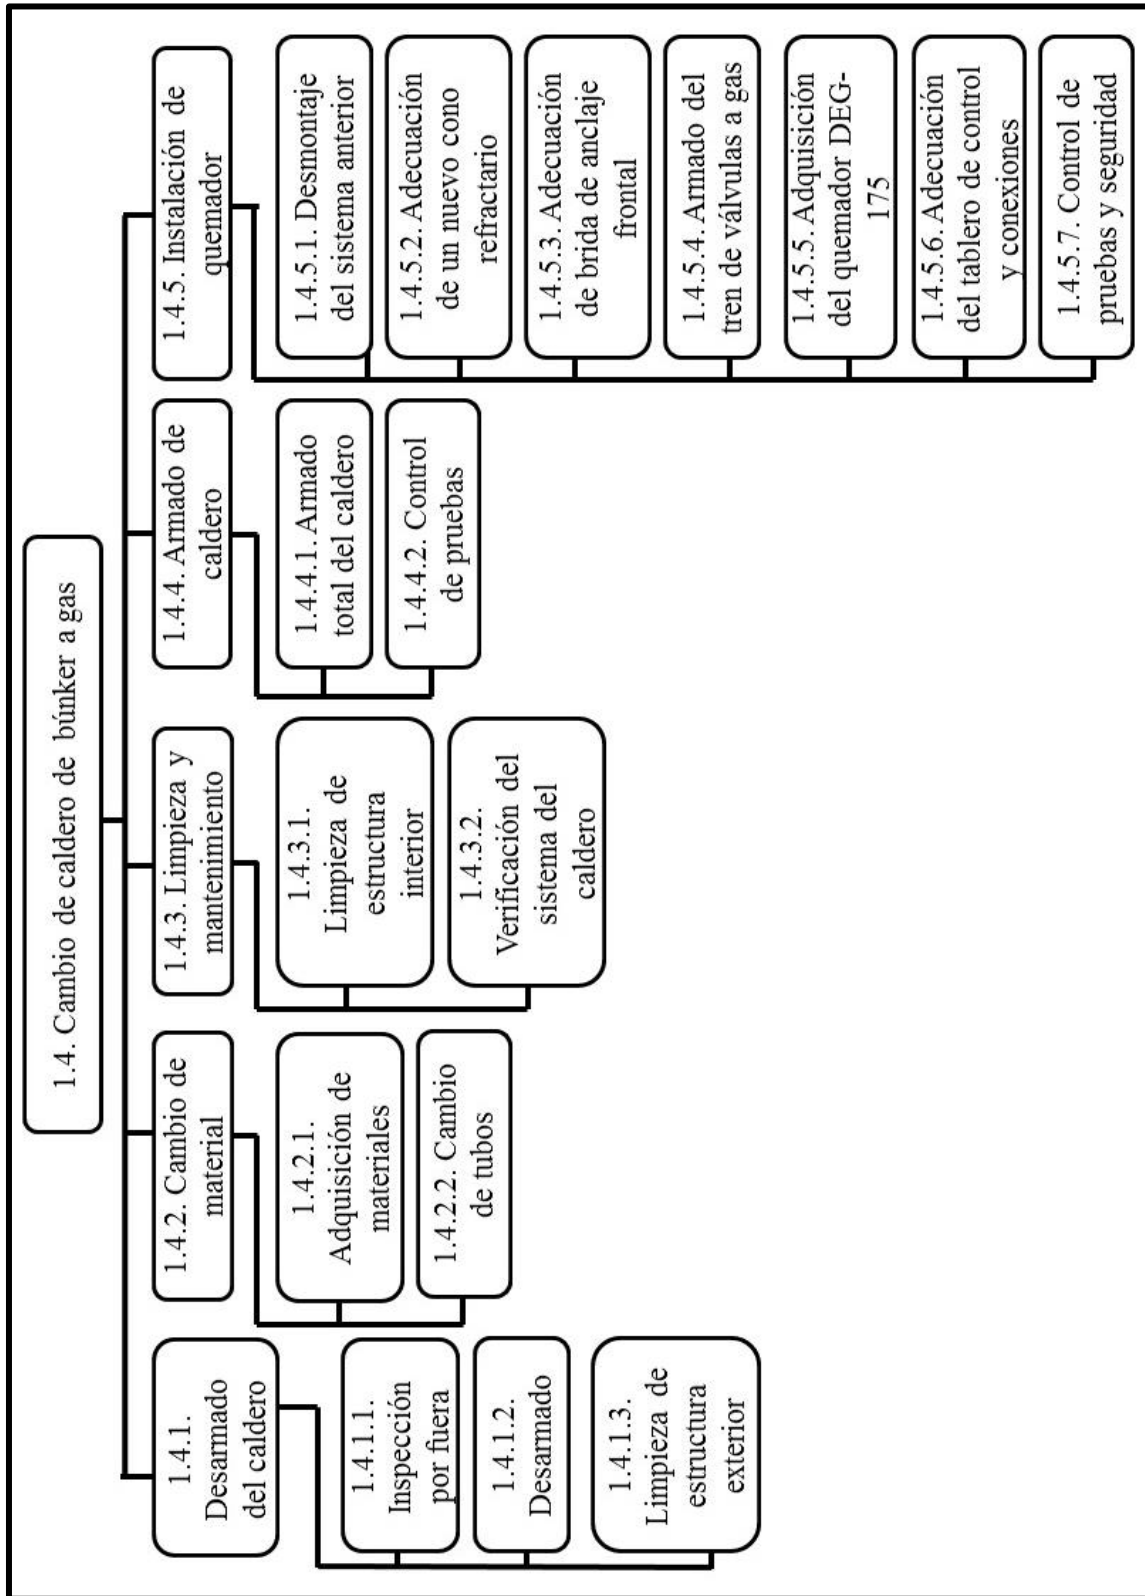 1.4. Cambio de caldero de búnker a gas
1.4.1.
Desarmado
del caldero
1.4.1.1.
Inspección
por fuera
1.4.1.2.
Desarmado
1.4.1.3.
Limpieza de
estructura
exterior
1.4.2. Cambio de
material
1.4.2.1.
Adquisición de
materiales
1.4.2.2. Cambio
de tubos
1.4.3. Limpieza y
mantenimiento
1.4.3.1.
Limpieza de
estructura
interior
1.4.3.2.
Verificación del
sistema del
caldero
1.4.4. Armado de
caldero
1.4.4.1. Armado
total del caldero
1.4.4.2. Control
de pruebas
1.4.5. Instalación de
quemador
1.4.5.1. Desmontaje
del sistema anterior
1.4.5.2. Adecuación
de un nuevo cono
refractario
1.4.5.3. Adecuación
de brida de anclaje
frontal
1.4.5.4. Armado del
tren de válvulas a gas
1.4.5.5. Adquisición
del quemador DEG-
175
1.4.5.6. Adecuación
del tablero de control
y conexiones
1.4.5.7. Control de
pruebas y seguridad